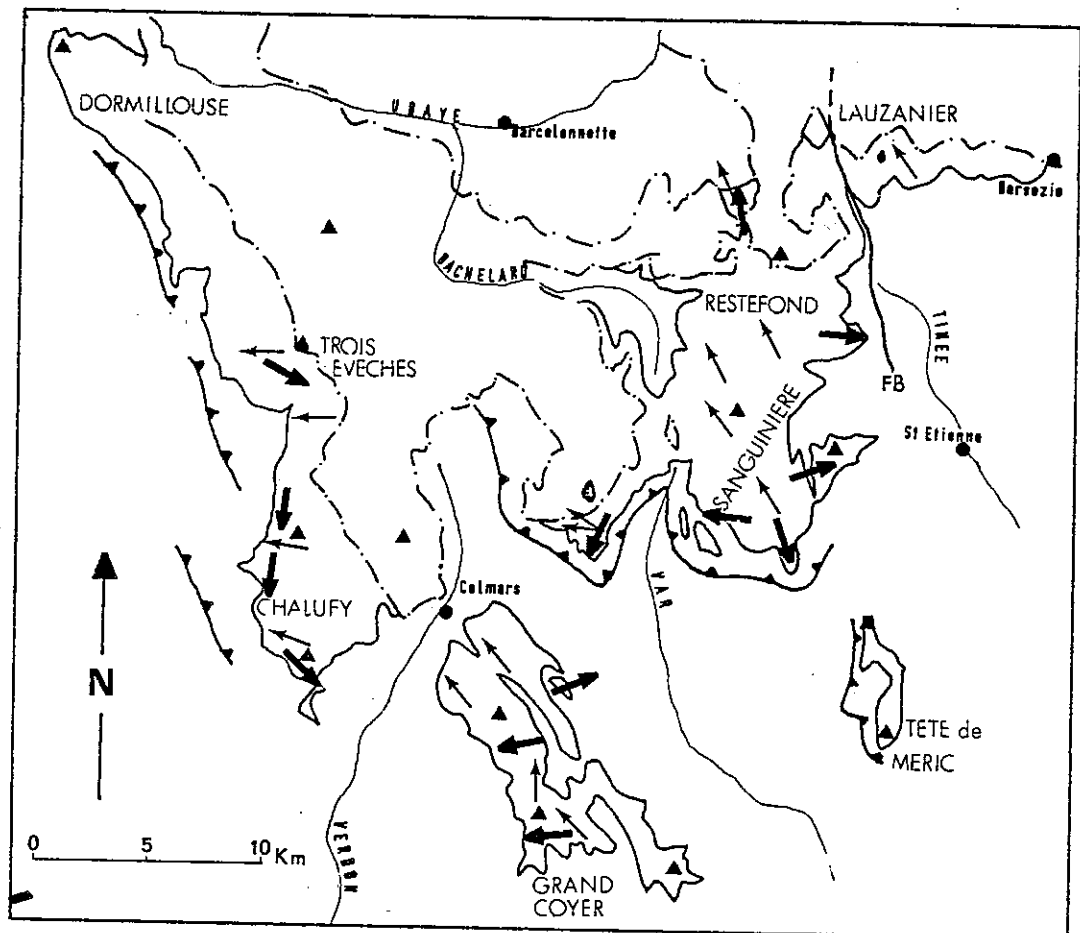 DORMILLOUSE
UBAYE
Barcelonnette
LAUZANIER
Bersezio
BACHELARD
RESTEFOND
TINEE
TROIS
EVECHES
FB
SANGUINIERE
St Etienne
VAR
Colmars
CHALUFY
N
TETE de
MERIC
0 5 10 Km
VERDON
GRAND
COYER